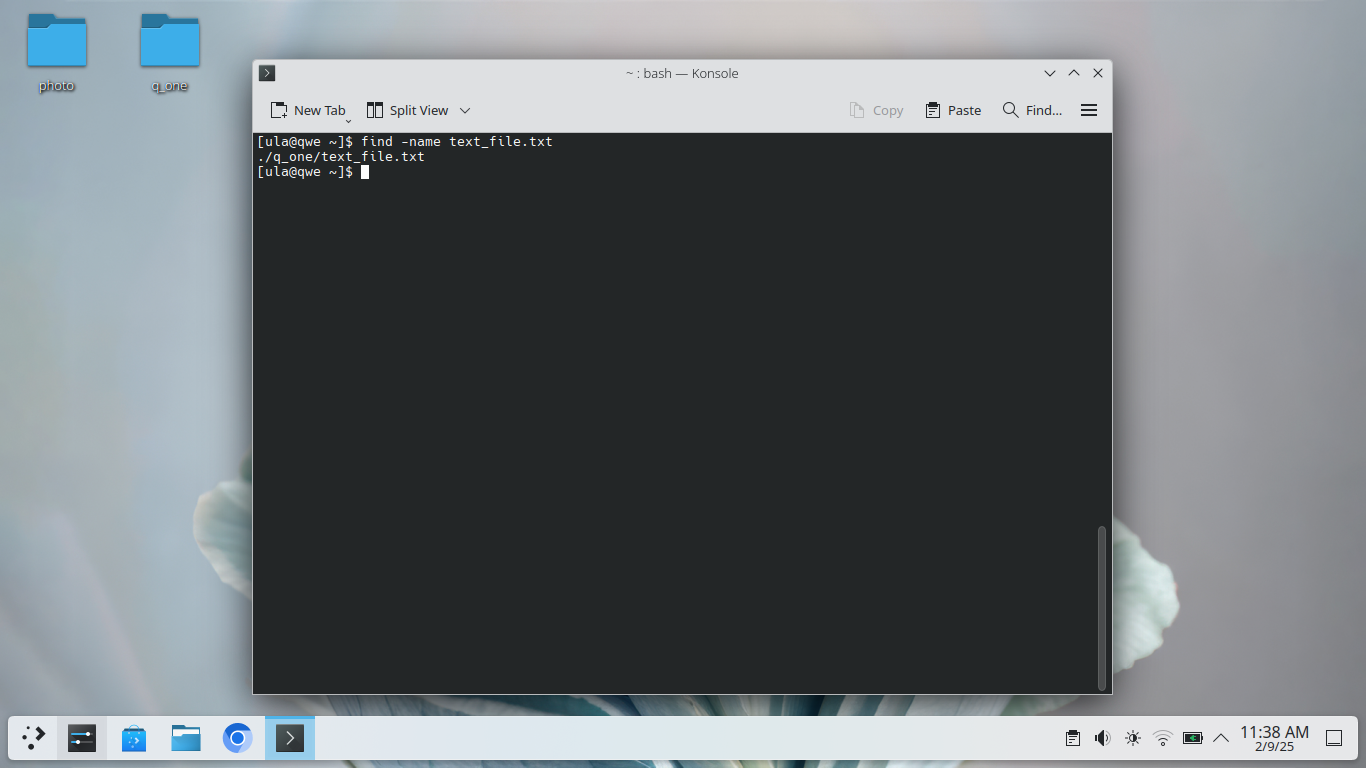 photo
q_one
~ : bash — Konsole
New Tab
Split View
Copy
Paste
Find...
[ula@qwe ~]$ find -name text_file.txt
./q_one/text_file.txt
[ula@qwe ~]$
11:38 AM
2/9/25